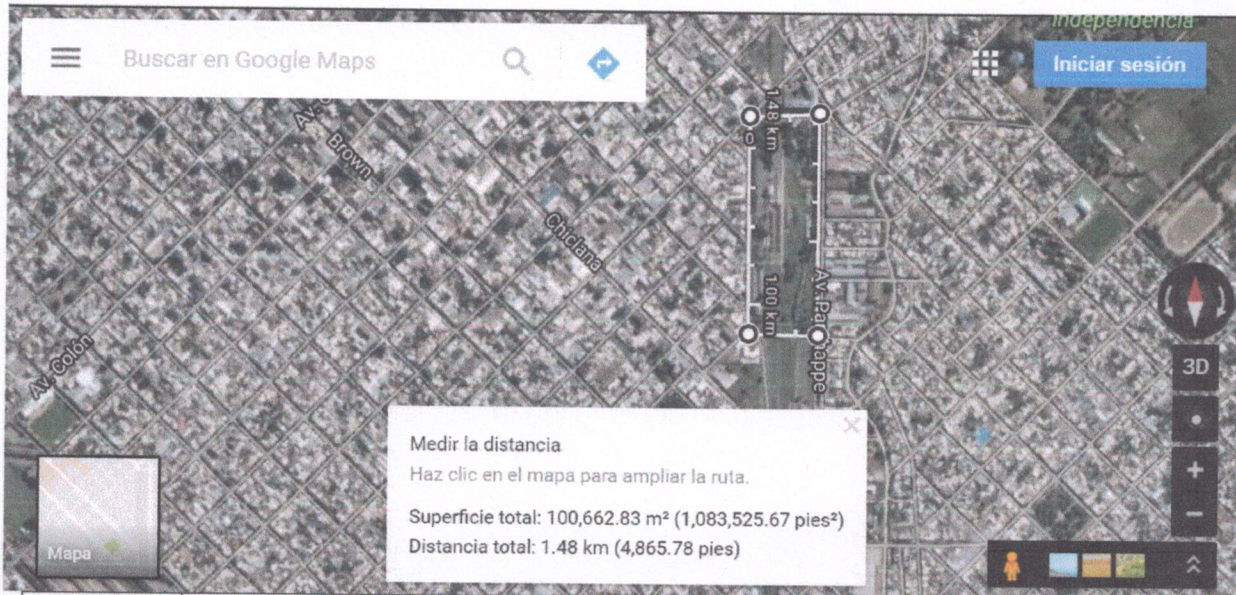 Independencia
Buscar en Google Maps
Iniciar sesión
1.48 km
Brown
Chiclana
1.00 km
Av. Colón
3D
Medir la distancia
Haz clic en el mapa para ampliar la ruta.
Superficie total: 100,662.83 m² (1,083,525.67 pies²)
Distancia total: 1.48 km (4,865.78 pies)
Mapa